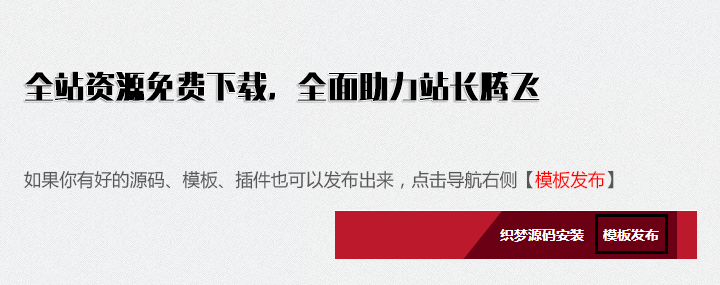 全站资源免费下载，全面助力站长腾飞
如果你有好的源码、模板、插件也可以发布出来，点击导航右侧【模板发布】
织梦源码安装 模板发布